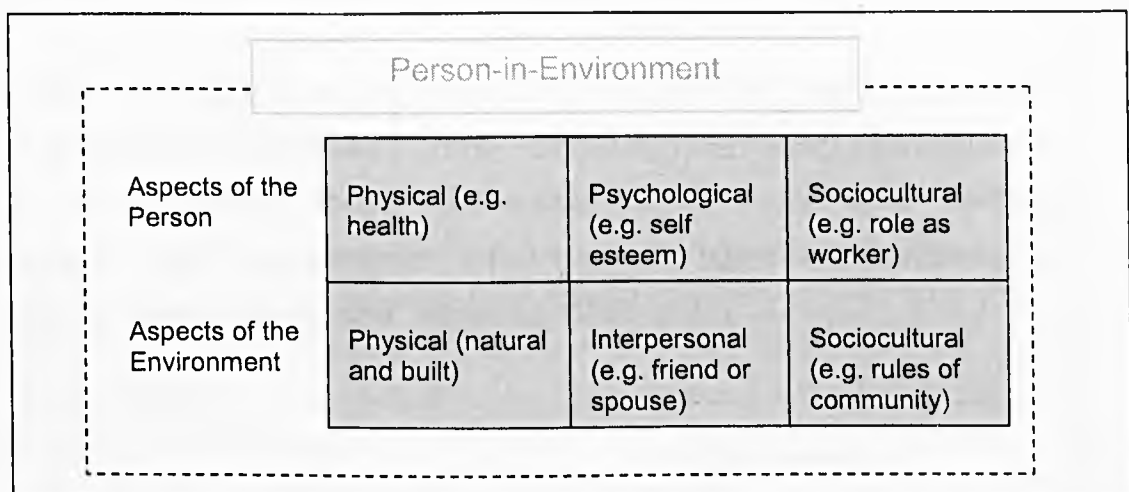 Person-in-Environment
Aspects of the
Person
Physical (e.g.
health)
Psychological
(e.g. self
esteem)
Sociocultural
(e.g. role as
worker)
Aspects of the
Environment
Physical (natural
and built)
Interpersonal
(e.g. friend or
spouse)
Sociocultural
(e.g. rules of
community)